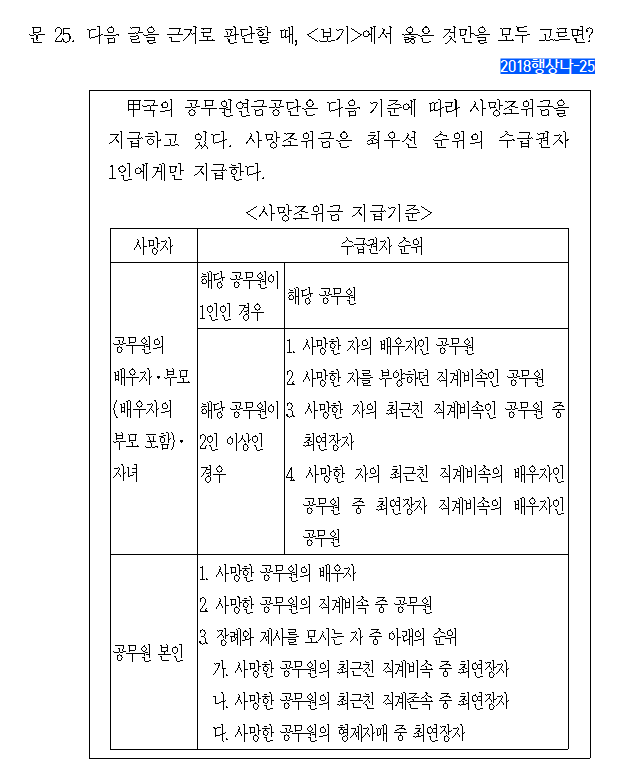 문 25. 다음 글을 근거로 판단할 때, <보기>에서 옳은 것만을 모두 고르면?
2018행상나-25
甲국의 공무원연금공단은 다음 기준에 따라 사망조위금을
지급하고 있다. 사망조위금은 최우선 순위의 수급권자
1인에게만 지급한다.
<사망조위금 지급기준>
사망자
수급권자 순위
공무원의
배우자·부모
(배우자의
부모 포함)·
자녀
해당 공무원이
1인인 경우
해당 공무원
해당 공무원이
2인 이상인
경우
1. 사망한 자의 배우자인 공무원
2. 사망한 자를 부양하던 직계비속인 공무원
3. 사망한 자의 최근친 직계비속인 공무원 중
최연장자
4. 사망한 자의 최근친 직계비속의 배우자인
공무원 중 최연장자 직계비속의 배우자인
공무원
공무원 본인
1. 사망한 공무원의 배우자
2. 사망한 공무원의 직계비속 중 공무원
3. 장례와 제사를 모시는 자 중 아래의 순위
가. 사망한 공무원의 최근친 직계비속 중 최연장자
나. 사망한 공무원의 최근친 직계존속 중 최연장자
다. 사망한 공무원의 형제자매 중 최연장자